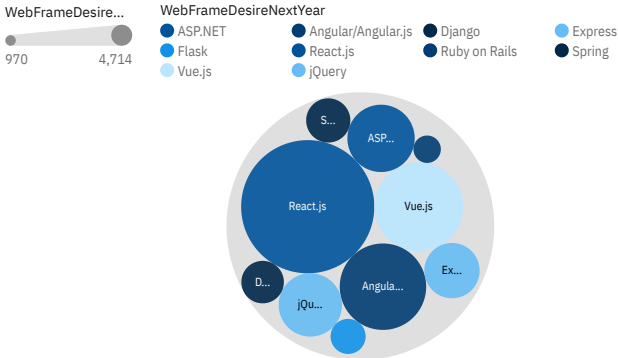 WebFrameDesire...
970 4,714
WebFrameDesireNextYear
ASP.NET Angular/Angular.js Django Express
Flask React.js Ruby on Rails Spring
Vue.js jQuery
S...
ASP...
React.js
Vue.js
D...
Angula...
Ex...
jQu...